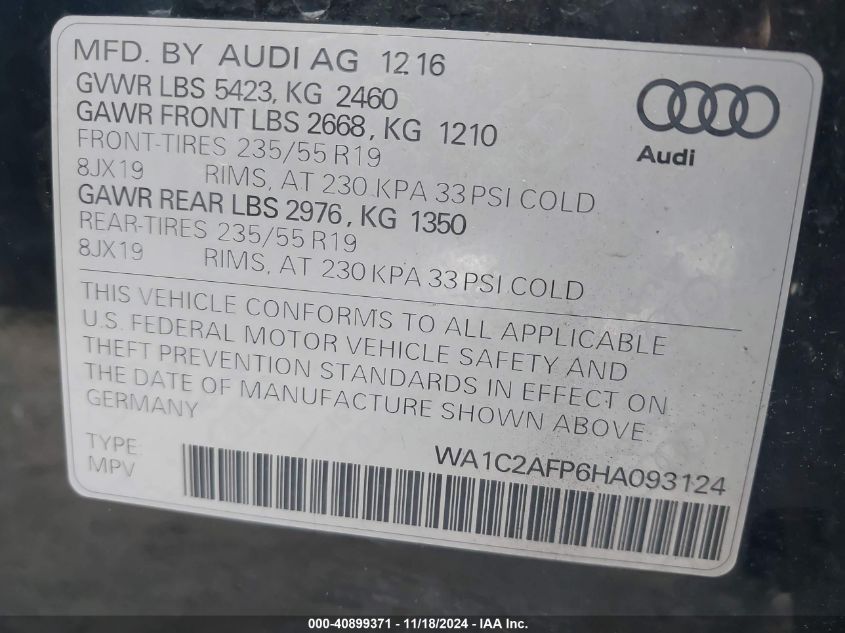 MFD. BY AUDI AG 12.16
GVWR LBS 5423, KG 2460
GAWR FRONT LBS 2668, KG 1210
FRONT-TIRES 235/55 R19
8JX19 RIMS, AT 230 KPA 33 PSI COLD
GAWR REAR LBS 2976, KG 1350
REAR-TIRES 235/55 R19
8JX19 RIMS, AT 230 KPA 33 PSI COLD
Audi
THIS VEHICLE CONFORMS TO ALL APPLICABLE
U.S. FEDERAL MOTOR VEHICLE SAFETY AND
THEFT PREVENTION STANDARDS IN EFFECT ON
THE DATE OF MANUFACTURE SHOWN ABOVE
GERMANY
TYPE:
MPV
WA1C2AFP6HA093124
000-40899371 - 11/18/2024 - IAA Inc.